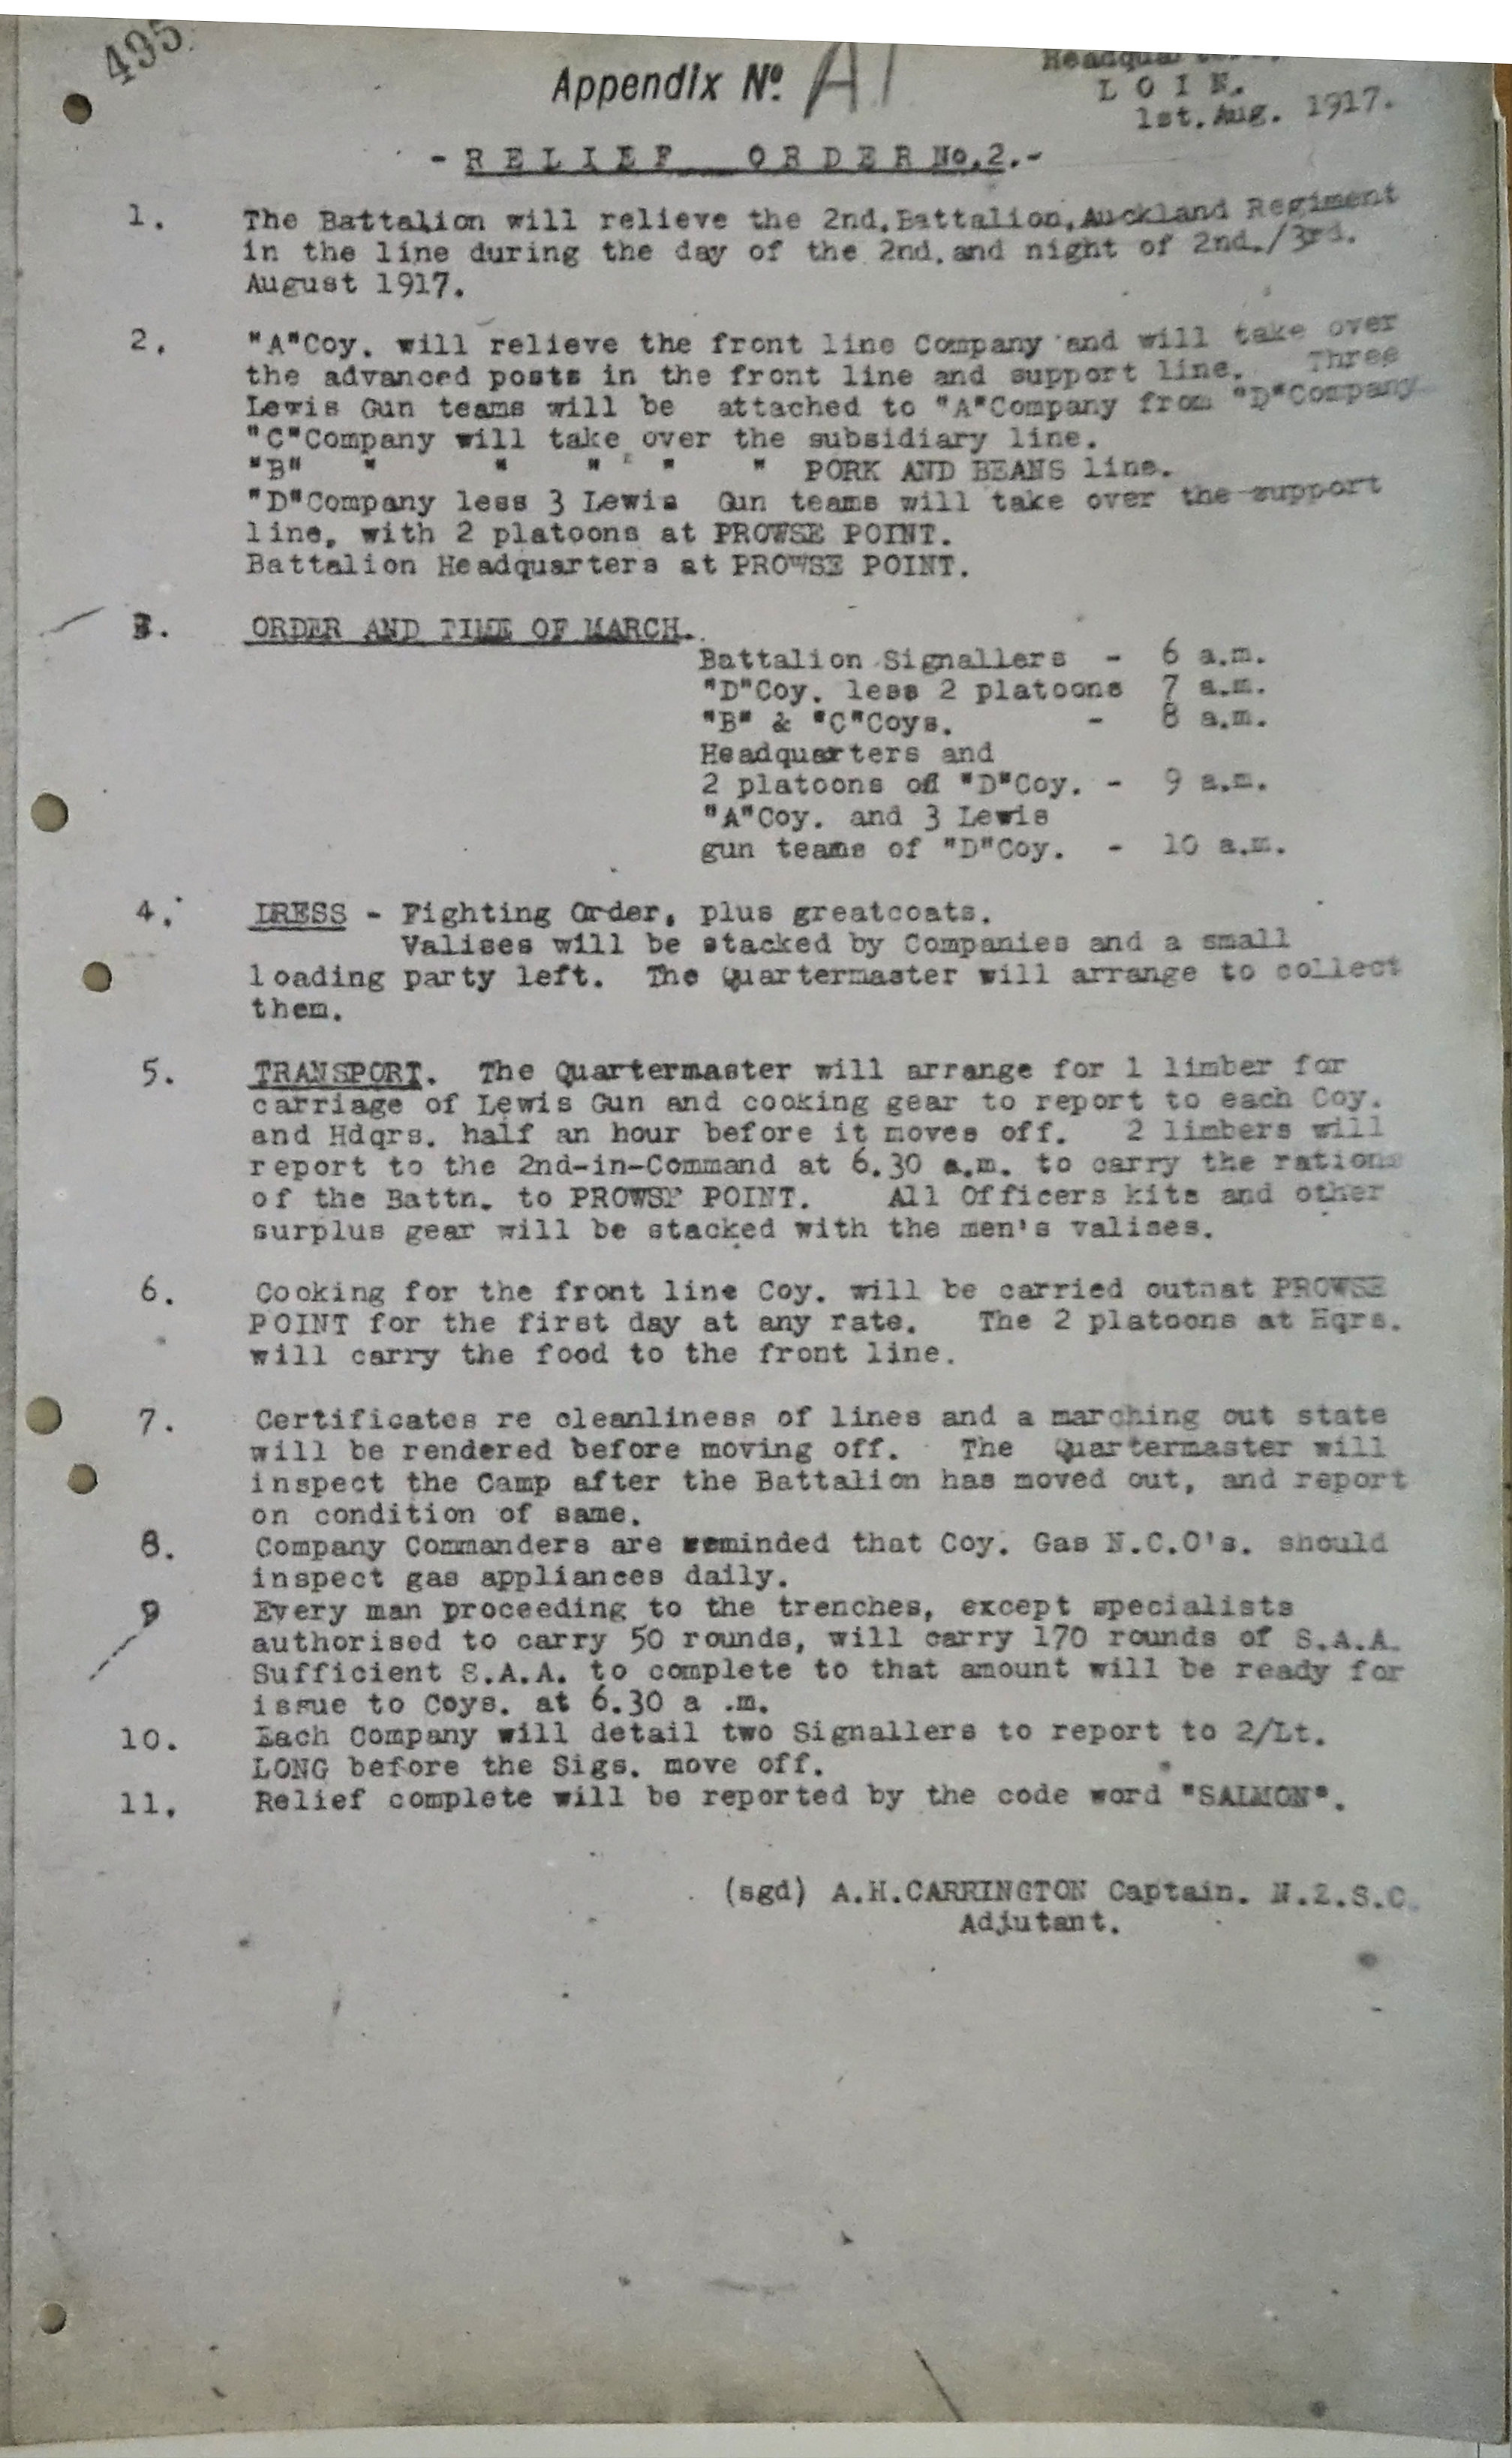 495
Appendix No. A1
L O I N.
1st. Aug. 1917.
- R E L I E F   O R D E R No.2.-
1. The Battalion will relieve the 2nd.Battalion,Auckland Regiment
in the line during the day of the 2nd.and night of 2nd./3rd.
August 1917.
2. "A"Coy. will relieve the front line Company and will take over
the advanced posts in the front line and support line. Three
Lewis Gun teams will be attached to "A"Company from "D"Company
"C"Company will take over the subsidiary line.
"B" " " " " " PORK AND BEANS line.
"D"Company less 3 Lewis Gun teams will take over the support
line, with 2 platoons at PROWSE POINT.
Battalion Headquarters at PROWSE POINT.
3. ORDER AND TIME OF MARCH.
Battalion Signallers - 6 a.m.
"D"Coy. less 2 platoons 7 a.m.
"B" & "C"Coys. - 8 a.m.
Headquarters and
2 platoons of "D"Coy. - 9 a.m.
"A"Coy. and 3 Lewis
gun teams of "D"Coy. - 10 a.m.
4. DRESS - Fighting Order, plus greatcoats.
Valises will be stacked by Companies and a small
loading party left. The Quartermaster will arrange to collect
them.
5. TRANSPORT. The Quartermaster will arrange for 1 limber for
carriage of Lewis Gun and cooking gear to report to each Coy.
and Hdqrs. half an hour before it moves off. 2 limbers will
report to the 2nd-in-Command at 6.30 a.m. to carry the rations
of the Battn. to PROWSE POINT. All Officers kits and other
surplus gear will be stacked with the men's valises.
6. Cooking for the front line Coy. will be carried outnat PROWSE
POINT for the first day at any rate. The 2 platoons at Hqrs.
will carry the food to the front line.
7. Certificates re cleanliness of lines and a marching out state
will be rendered before moving off. The Quartermaster will
inspect the Camp after the Battalion has moved out, and report
on condition of same.
8. Company Commanders are reminded that Coy. Gas N.C.O's. should
inspect gas appliances daily.
9 Every man proceeding to the trenches, except specialists
authorised to carry 50 rounds, will carry 170 rounds of S.A.A.
Sufficient S.A.A. to complete to that amount will be ready for
issue to Coys. at 6.30 a .m.
10. Each Company will detail two Signallers to report to 2/Lt.
LONG before the Sigs. move off.
11. Relief complete will be reported by the code word "SALMON".
(sgd) A.H.CARRINGTON Captain. N.Z.S.C.
Adjutant.